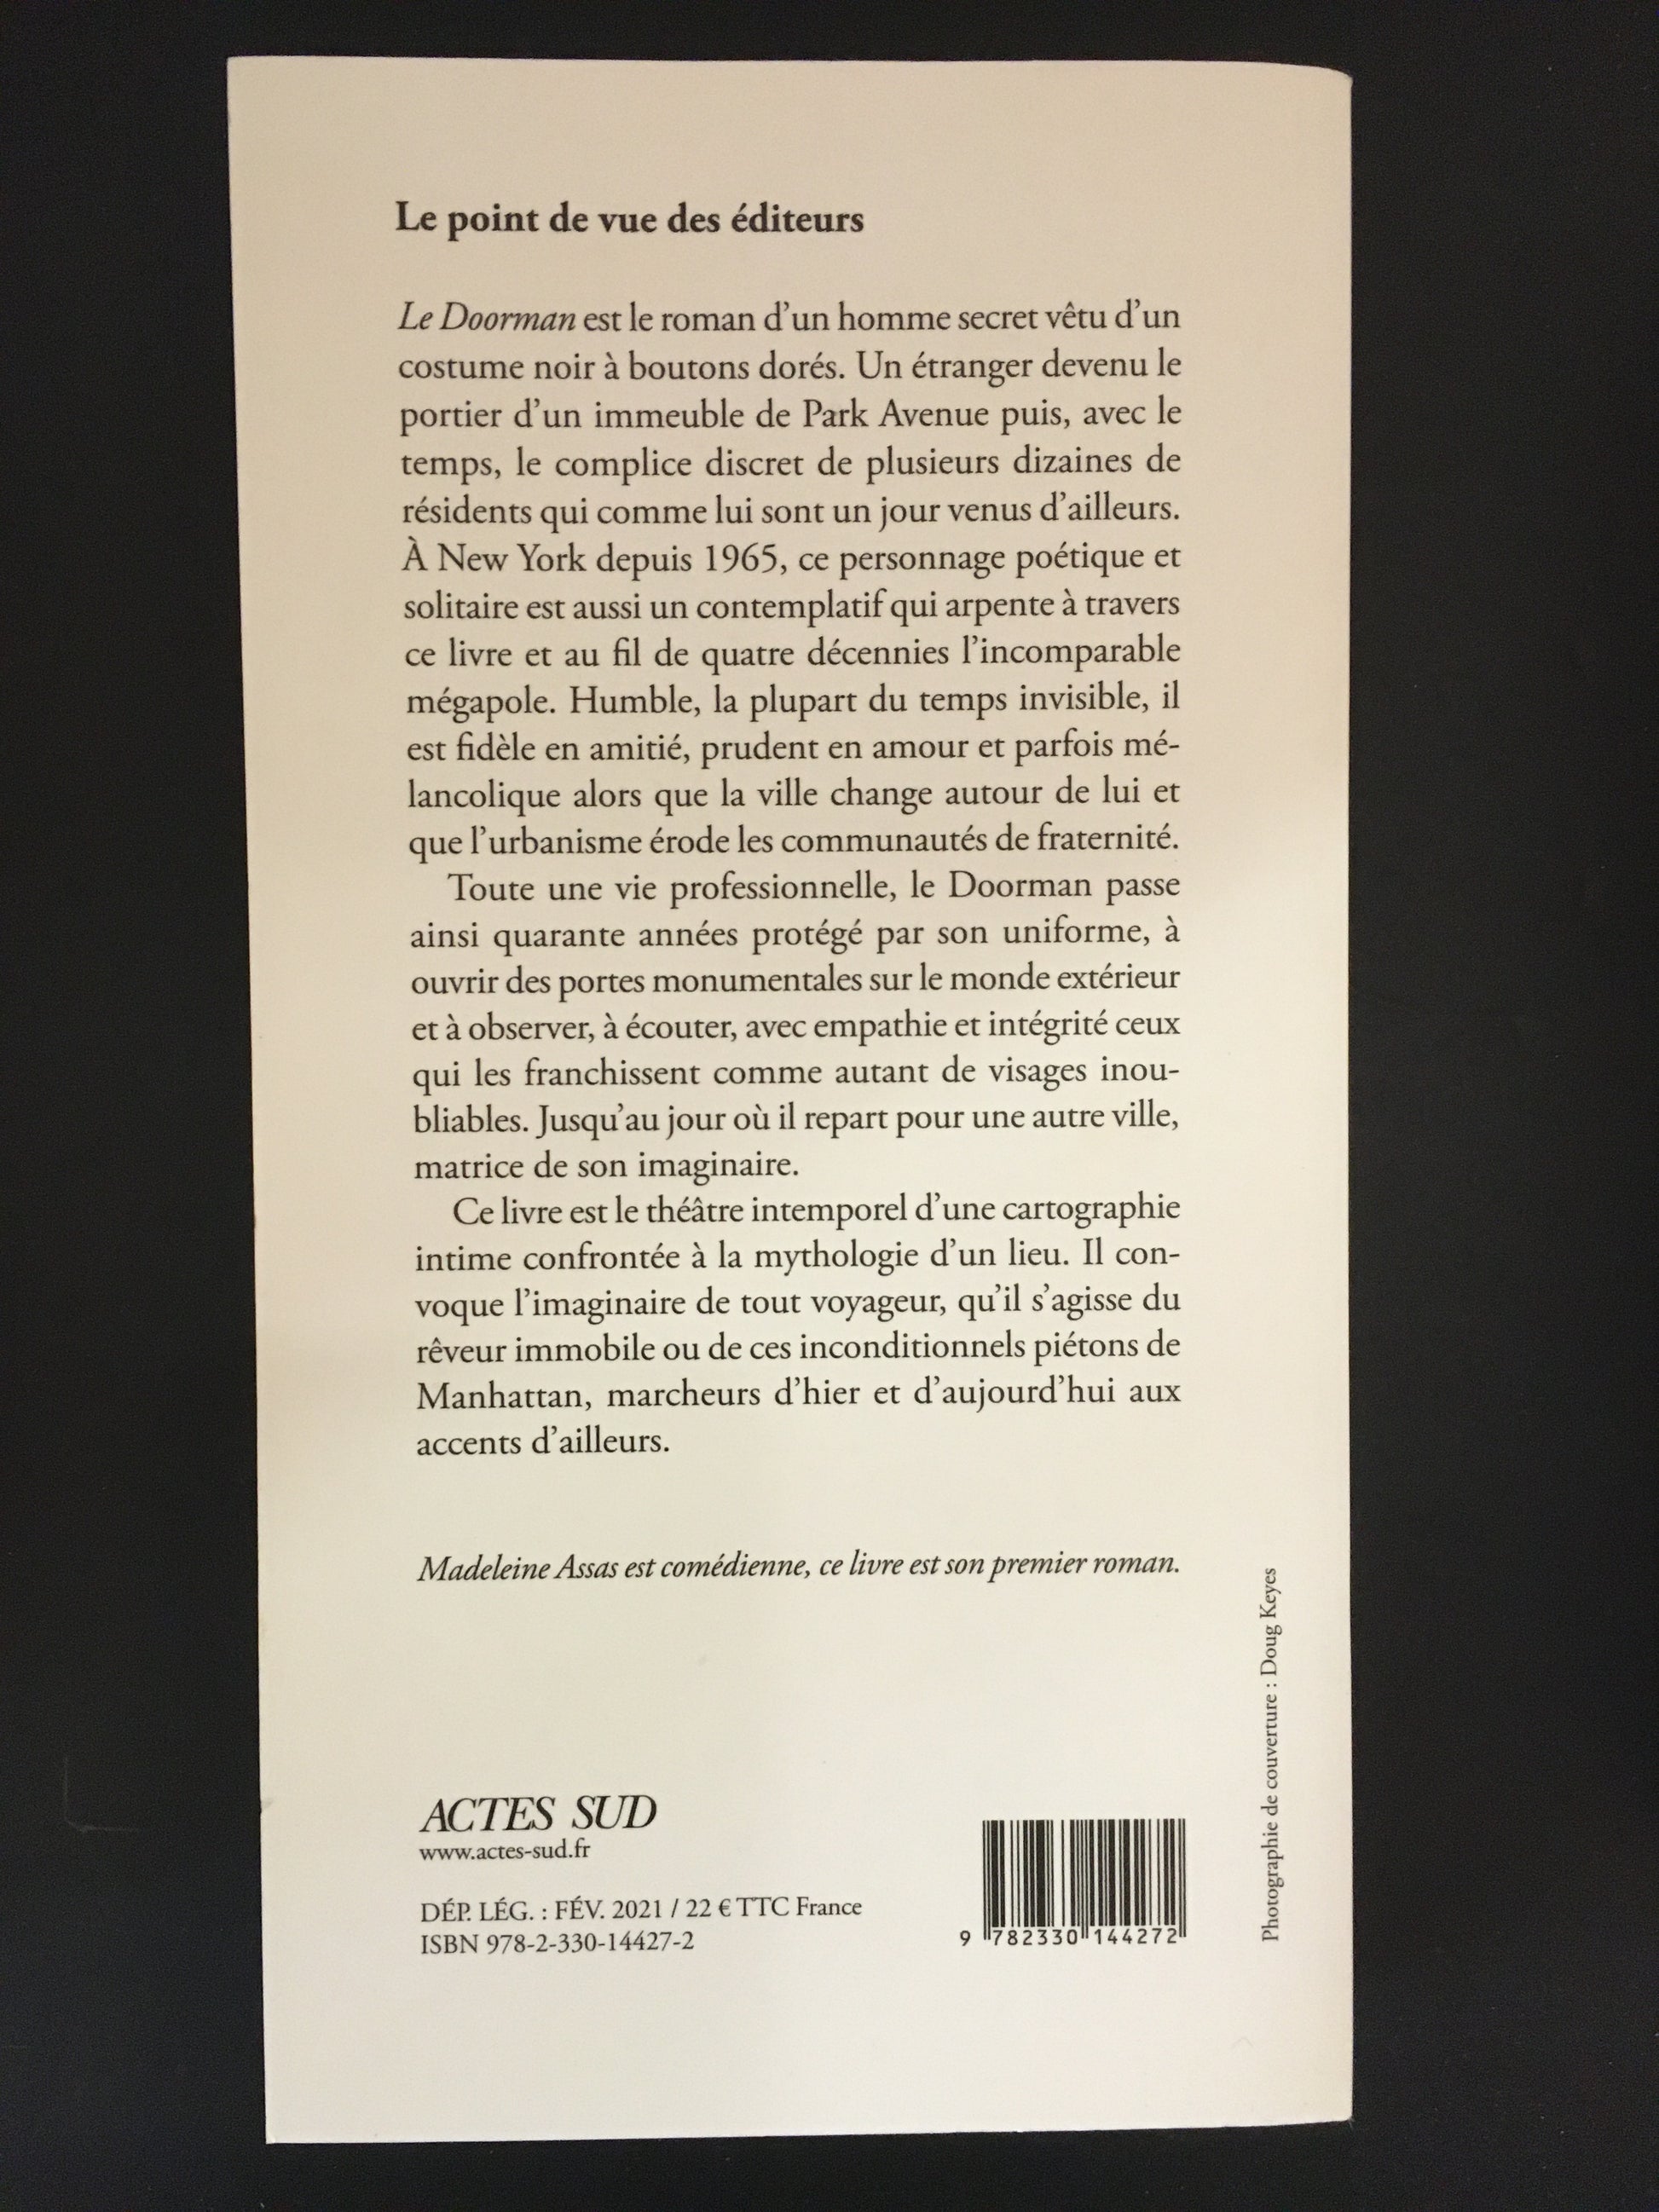 Le point de vue des éditeurs
Le Doorman est le roman d'un homme secret vêtu d'un
costume noir à boutons dorés. Un étranger devenu le
portier d'un immeuble de Park Avenue puis, avec le
temps, le complice discret de plusieurs dizaines de
résidents qui comme lui sont un jour venus d'ailleurs.
À New York depuis 1965, ce personnage poétique et
solitaire est aussi un contemplatif qui arpente à travers
ce livre et au fil de quatre décennies l'incomparable
mégapole. Humble, la plupart du temps invisible, il
est fidèle en amitié, prudent en amour et parfois mé-
lancolique alors que la ville change autour de lui et
que l'urbanisme érode les communautés de fraternité.
Toute une vie professionnelle, le Doorman passe
ainsi quarante années protégé par son uniforme, à
ouvrir des portes monumentales sur le monde extérieur
et à observer, à écouter, avec empathie et intégrité ceux
qui les franchissent comme autant de visages inou-
bliables. Jusqu'au jour où il repart pour une autre ville,
matrice de son imaginaire.
Ce livre est le théâtre intemporel d'une cartographie
intime confrontée à la mythologie d'un lieu. Il con-
voque l'imaginaire de tout voyageur, qu'il s'agisse du
rêveur immobile ou de ces inconditionnels piétons de
Manhattan, marcheurs d'hier et d'aujourd'hui aux
accents d'ailleurs.
Madeleine Assas est comédienne, ce livre est son premier roman.
ACTES SUD
www.actes-sud.fr
DÉP. LÉG. : FÉV. 2021 / 22 € TTC France
ISBN 978-2-330-14427-2
9 782330 144272
Photographie de couverture : Doug Keyes